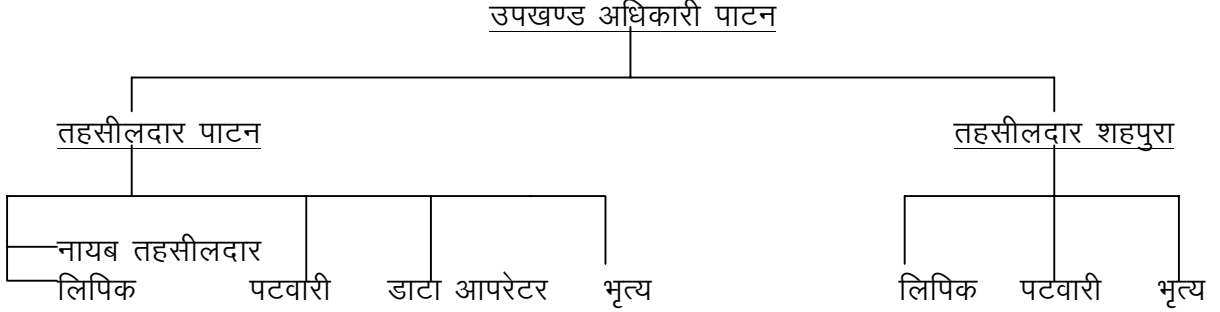 उपखण्ड अधिकारी पाटन
तहसीलदार पाटन तहसीलदार शहपुरा
नायब तहसीलदार
लिपिक पटवारी डाटा आपरेटर भृत्य लिपिक पटवारी भृत्य